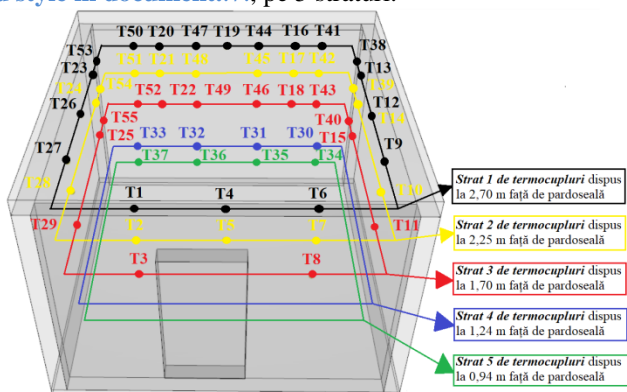 , pe 5 straturi.
T50 T20 T47 T19 T44 T16 T41
T53 T38
T23 T51 T21 T48 T45 T17 T42 T13
T24 T54 T39
T52 T22 T49 T46 T18 T43
T26 T12
T14
T55 T40
T25 T33 T32 T31 T30 T15
T27 T37 T36 T35 T34 T9
T28 T10
T1 T4 T6
T29 T2 T5 T7 T11
T3 T8
Strat 1 de termocupluri dispus
la 2,70 m față de pardoseală
Strat 2 de termocupluri dispus
la 2,25 m față de pardoseală
Strat 3 de termocupluri dispus
la 1,70 m față de pardoseală
Strat 4 de termocupluri dispus
la 1,24 m față de pardoseală
Strat 5 de termocupluri dispus
la 0,94 m față de pardoseală